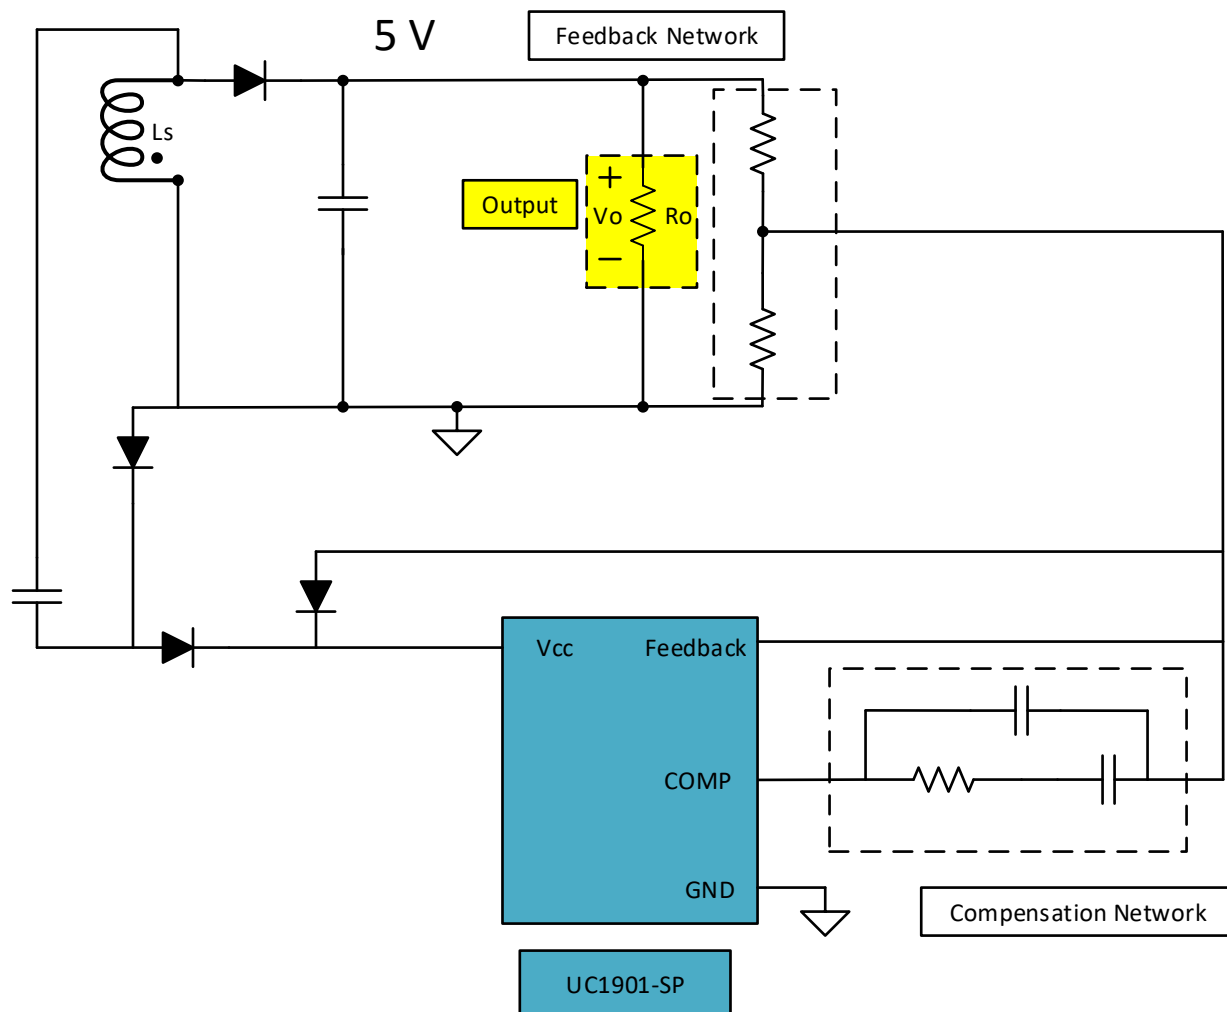 5 V
Feedback Network
Ls
Output
+
Vo
Ro
−
Vcc
Feedback
COMP
GND
Compensation Network
UC1901-SP